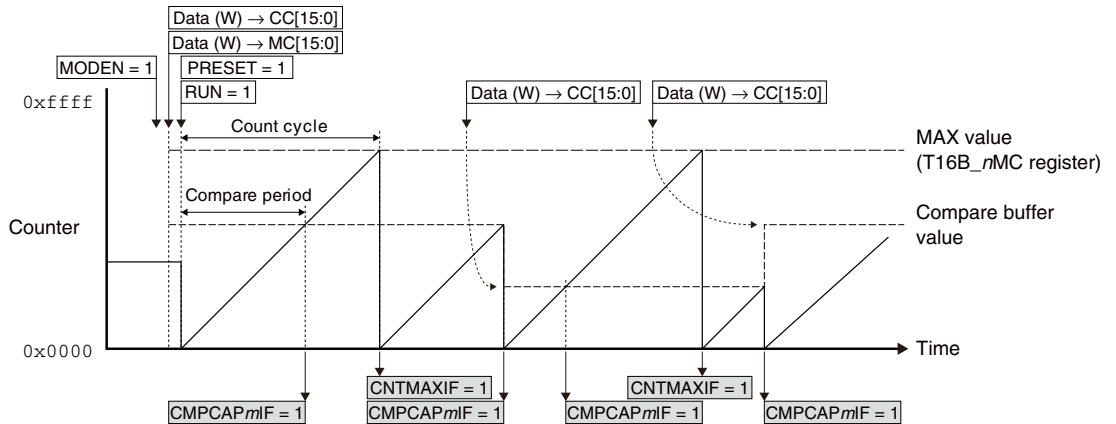 Data (W) → CC[15:0]
Data (W) → MC[15:0]
MODEN = 1
PRESET = 1
RUN = 1
Data (W) → CC[15:0]
Data (W) → CC[15:0]
0xffff
Count cycle
MAX value
(T16B_nMC register)
Compare period
Counter
Compare buffer
value
0x0000
Time
CNTMAXIF = 1
CNTMAXIF = 1
CMPCAPmIF = 1
CMPCAPmIF = 1
CMPCAPmIF = 1
CMPCAPmIF = 1